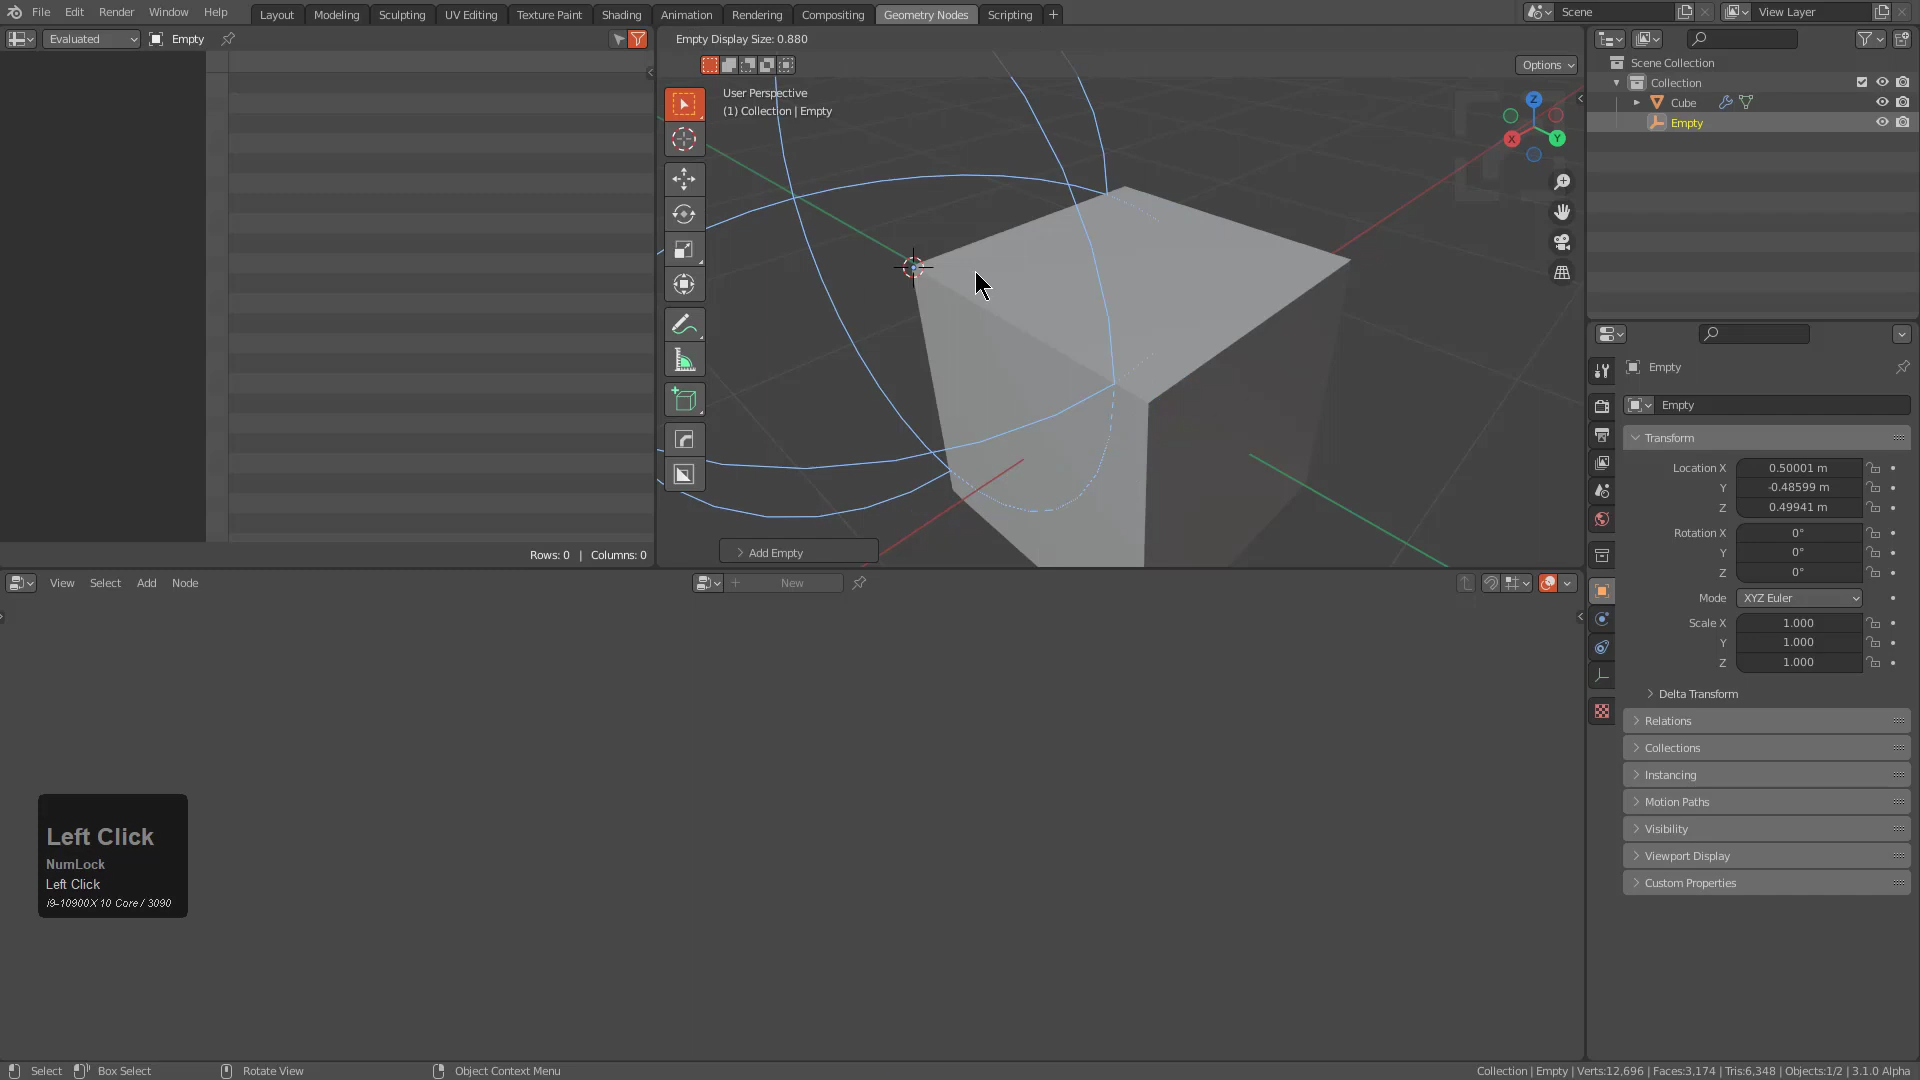 File Edit Render Window Help Layout Modeling Sculpting UV Editing Texture Paint Shading Animation Rendering Compositing Geometry Nodes Scripting + Scene View Layer
Evaluated Empty
Empty Display Size: 0.880
Options
User Perspective
(1) Collection | Empty
Z
X
Y
Add Empty
Rows: 0 | Columns: 0
Scene Collection
Collection
Cube
Empty
Empty
Empty
Transform
Location X 0.50001 m
Y -0.48599 m
Z 0.49941 m
Rotation X 0°
Y 0°
Z 0°
Mode XYZ Euler
Scale X 1.000
Y 1.000
Z 1.000
Delta Transform
Relations
Collections
Instancing
Motion Paths
Visibility
Viewport Display
Custom Properties
View Select Add Node New
Left Click
NumLock
Left Click
i9-10900X 10 Core / 3090
Select Box Select Rotate View Object Context Menu Collection | Empty | Verts:12,696 | Faces:3,174 | Tris:6,348 | Objects:1/2 | 3.1.0 Alpha